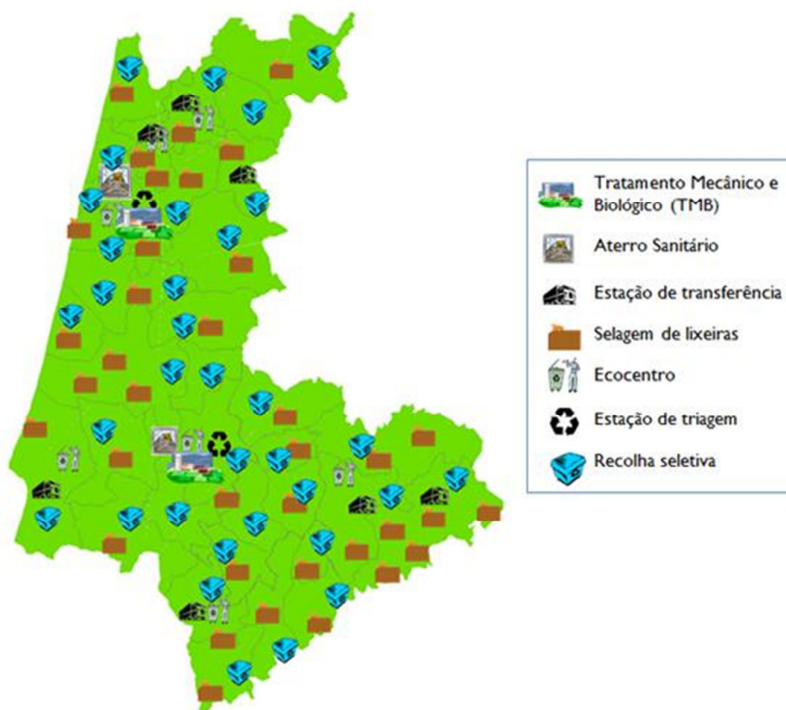 Tratamento Mecânico e
Biológico (TMB)
Aterro Sanitário
Estação de transferência
Selagem de lixeiras
Ecocentro
Estação de triagem
Recolha seletiva